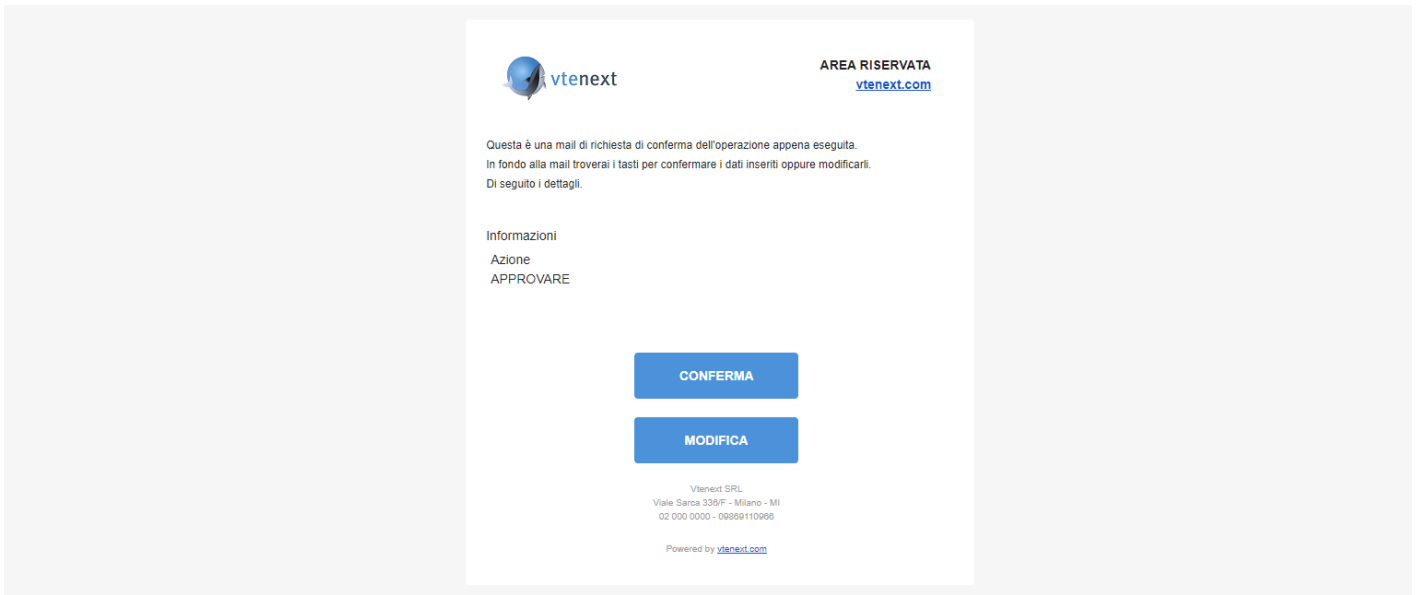 vtenext
AREA RISERVATA
vtenext.com
Questa è una mail di richiesta di conferma dell'operazione appena eseguita.
In fondo alla mail troverai i tasti per confermare i dati inseriti oppure modificarli.
Di seguito i dettagli.
Informazioni
Azione
APPROVARE
CONFERMA
MODIFICA
Vtenext SRL
Viale Sarca 336/F - Milano - MI
02 000 0000 - 09869110966
Powered by vtenext.com